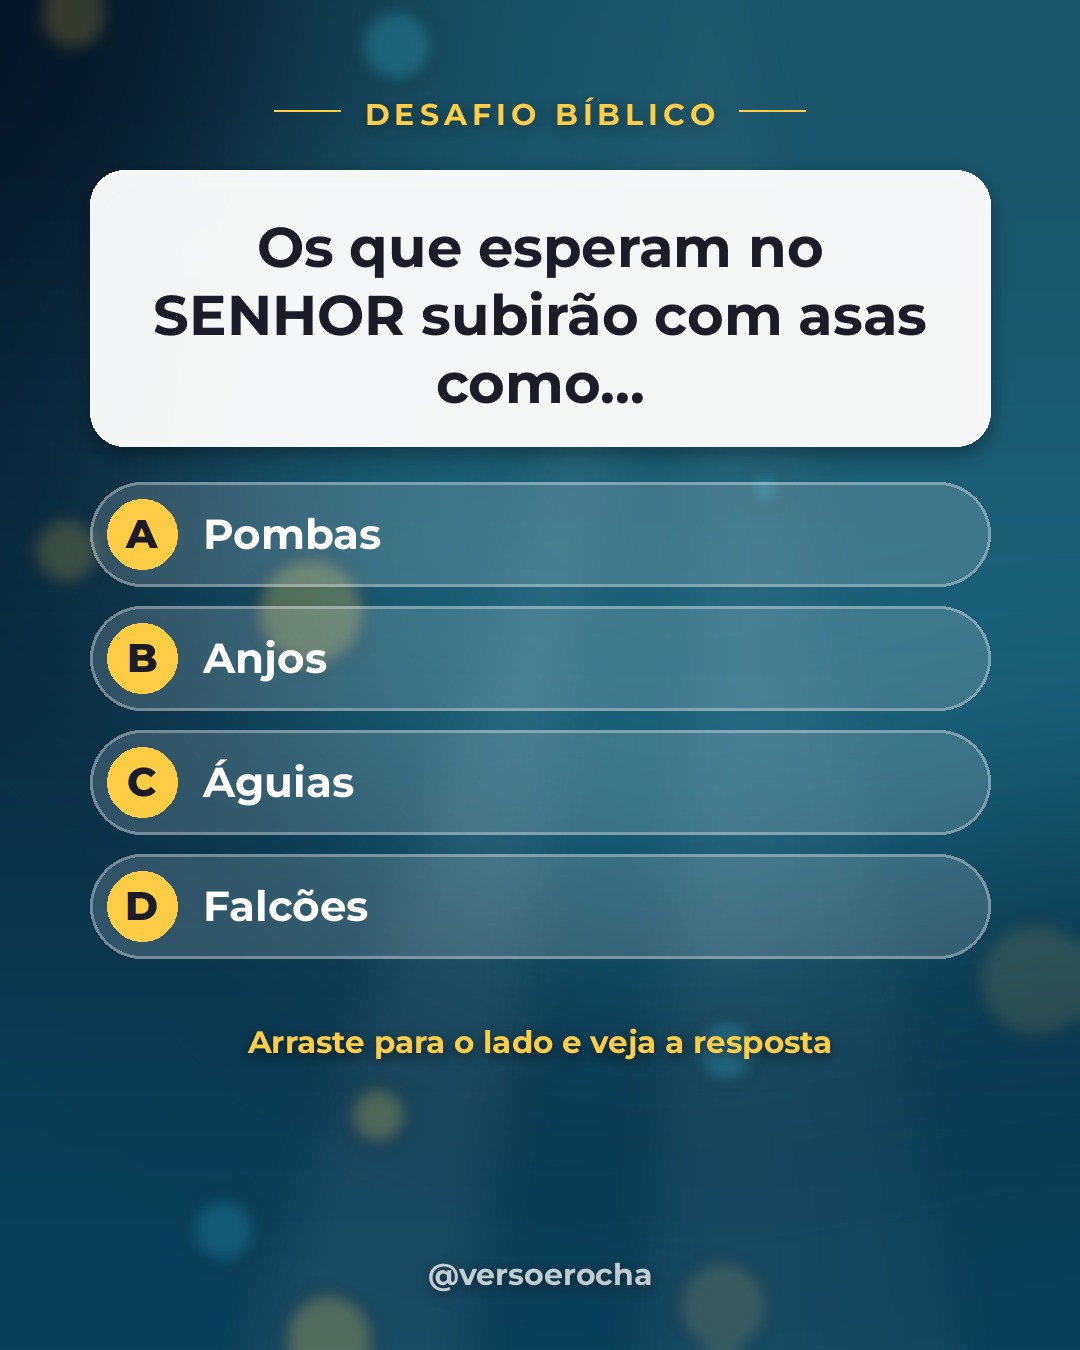 DESAFIO BÍBLICO
Os que esperam no
SENHOR subirão com asas
como...
A Pombas
B Anjos
C Águias
D Falcões
Arraste para o lado e veja a resposta
@versoerocha